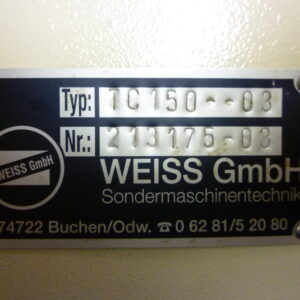 Typ: TC150--03
Nr.: 213175-03
WEISS GmbH
WEISS GmbH
Sondermaschinentechnik
74722 Buchen/Odw. ☎ 0 62 81/5 20 80